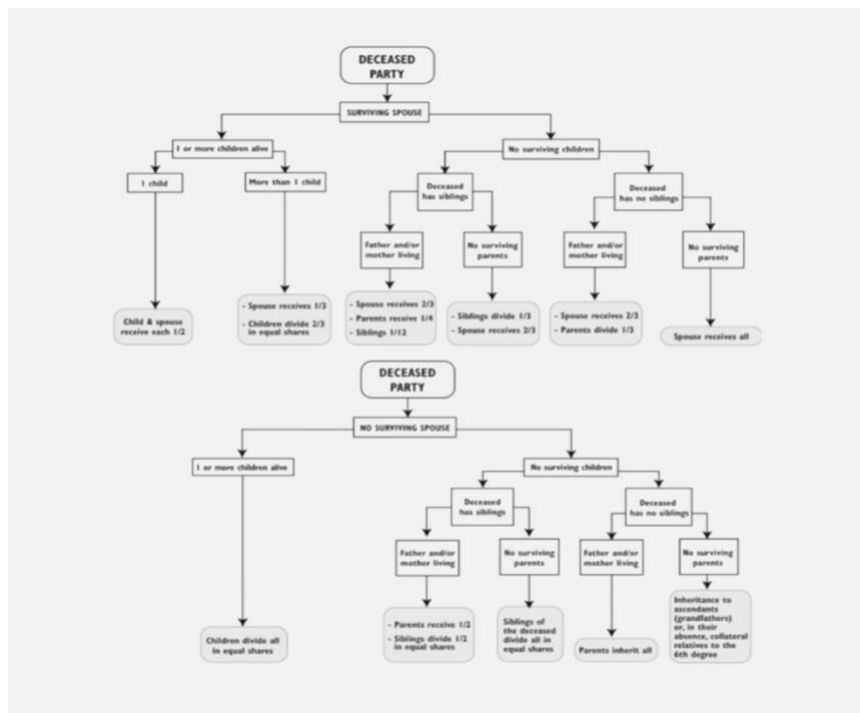 DECEASED
PARTY
SURVIVING SPOUSE
1 or more children alive
No surviving children
1 child
More than 1 child
Deceased
has siblings
Deceased
has no siblings
Father and/or
mother living
No surviving
parents
Father and/or
mother living
No surviving
parents
Child & spouse
receive each 1/2
- Spouse receives 1/3
- Children divide 2/3
in equal shares
- Spouse receives 2/3
- Parents receive 1/4
- Siblings 1/12
- Siblings divide 1/3
- Spouse receives 2/3
- Spouse receives 2/3
- Parents divide 1/3
Spouse receives all
DECEASED
PARTY
NO SURVIVING SPOUSE
1 or more children alive
No surviving children
Deceased
has siblings
Deceased
has no siblings
Father and/or
mother living
No surviving
parents
Father and/or
mother living
No surviving
parents
Children divide all
in equal shares
- Parents receive 1/2
- Siblings divide 1/2
in equal shares
Siblings of
the deceased
divide all in
equal shares
Parents inherit all
Inheritance to
ascendants
(grandfathers)
or, in their
absence, collateral
relatives to the
6th degree